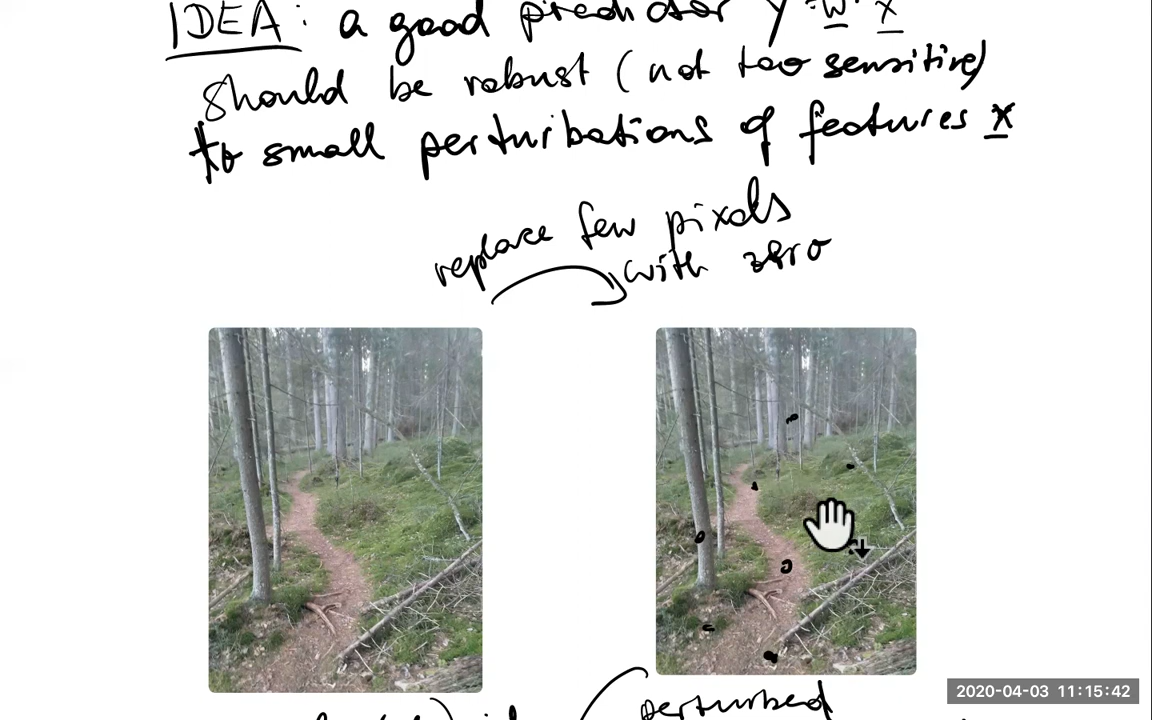 IDEA: a good predictor y = w · x
should be robust (not too sensitive)
to small perturbations of features x
replace few pixels
with zero
perturbed
2020-04-03 11:15:42